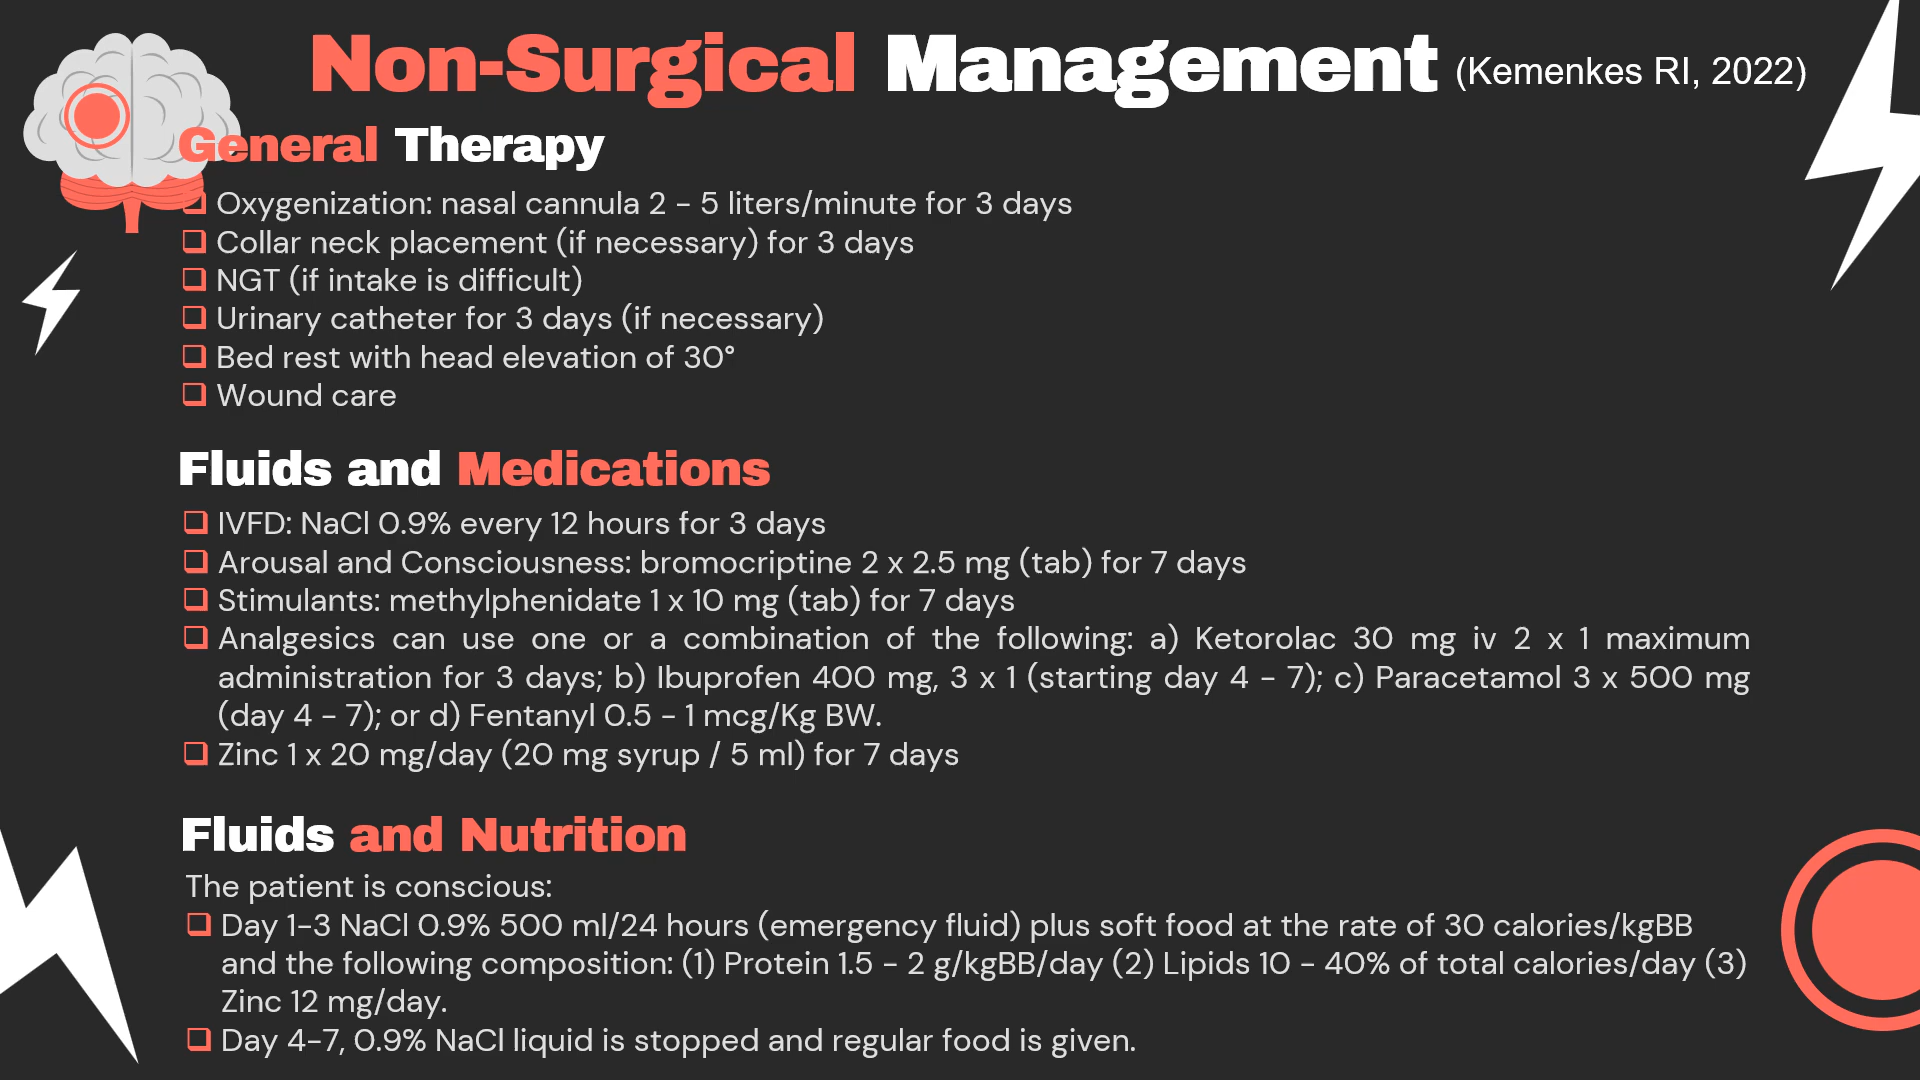 Non-Surgical Management (Kemenkes RI, 2022)
General Therapy
Oxygenization: nasal cannula 2 – 5 liters/minute for 3 days
Collar neck placement (if necessary) for 3 days
NGT (if intake is difficult)
Urinary catheter for 3 days (if necessary)
Bed rest with head elevation of 30°
Wound care
Fluids and Medications
IVFD: NaCl 0.9% every 12 hours for 3 days
Arousal and Consciousness: bromocriptine 2 x 2.5 mg (tab) for 7 days
Stimulants: methylphenidate 1 x 10 mg (tab) for 7 days
Analgesics can use one or a combination of the following: a) Ketorolac 30 mg iv 2 x 1 maximum
administration for 3 days; b) Ibuprofen 400 mg, 3 x 1 (starting day 4 – 7); c) Paracetamol 3 x 500 mg
(day 4 – 7); or d) Fentanyl 0.5 – 1 mcg/Kg BW.
Zinc 1 x 20 mg/day (20 mg syrup / 5 ml) for 7 days
Fluids and Nutrition
The patient is conscious:
Day 1-3 NaCl 0.9% 500 ml/24 hours (emergency fluid) plus soft food at the rate of 30 calories/kgBB
and the following composition: (1) Protein 1.5 – 2 g/kgBB/day (2) Lipids 10 – 40% of total calories/day (3)
Zinc 12 mg/day.
Day 4-7, 0.9% NaCl liquid is stopped and regular food is given.